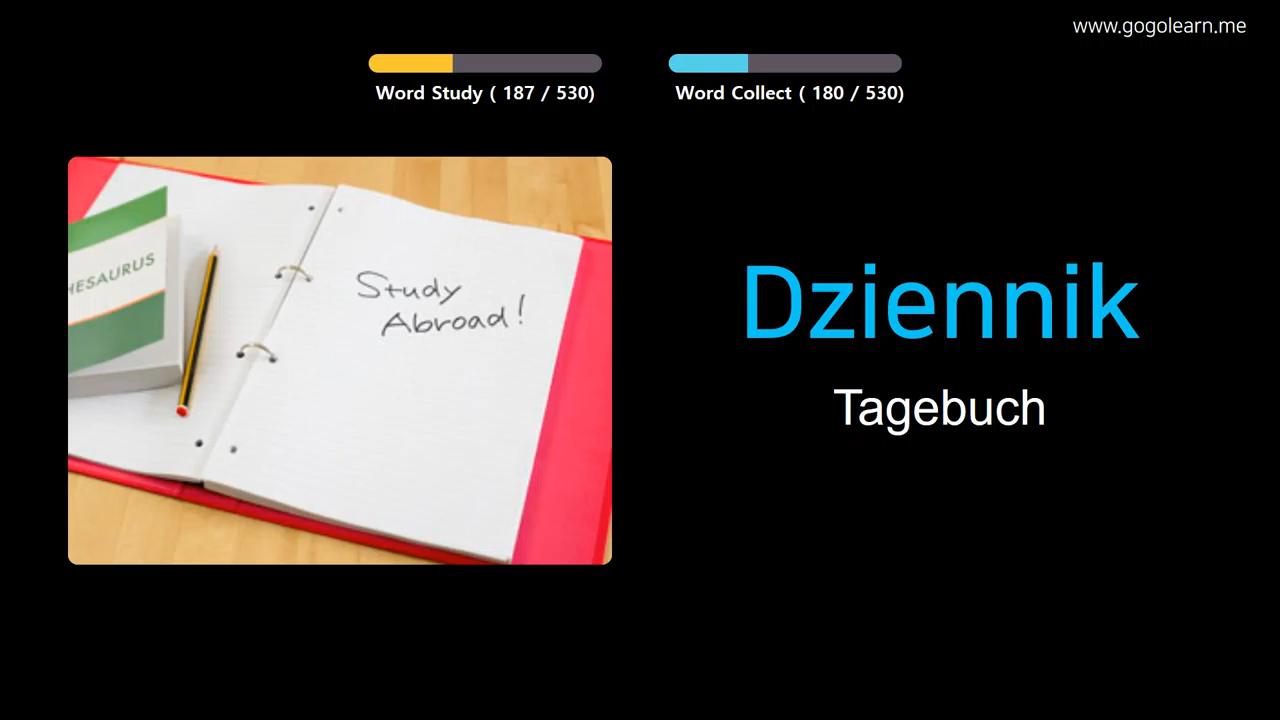 www.gogolearn.me
Word Study ( 187 / 530)
Word Collect ( 180 / 530)
HESAURUS
Study
Abroad!
Dziennik
Tagebuch